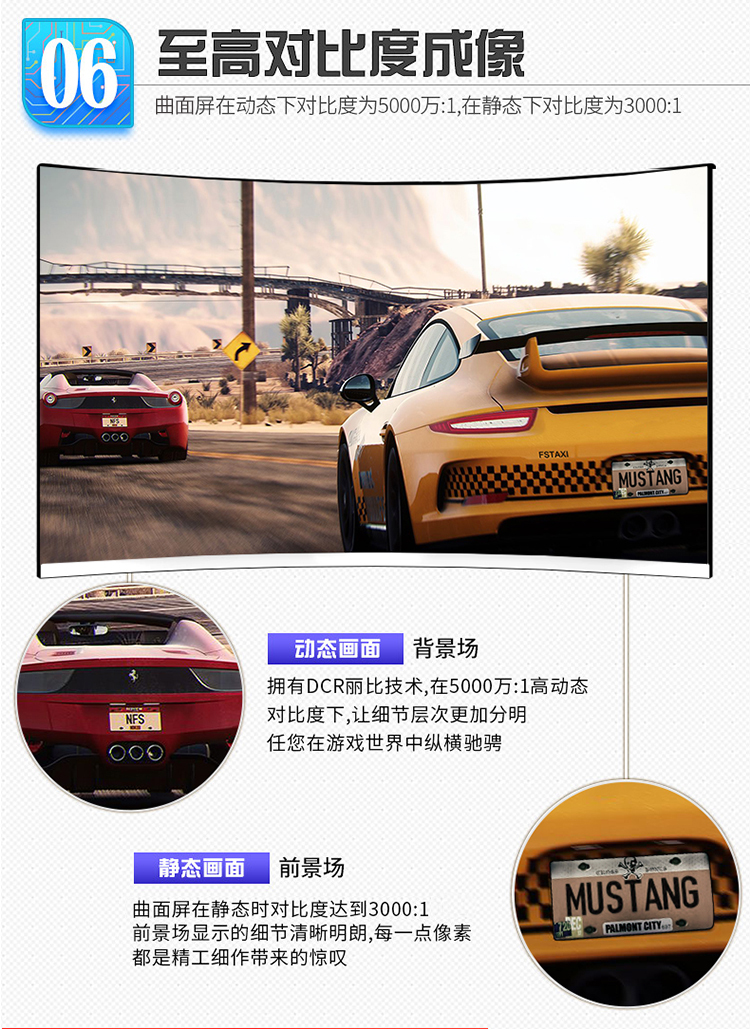 06
至高对比度成像
曲面屏在动态下对比度为5000万:1,在静态下对比度为3000:1
NFS
FSTAXI
MUSTANG
PALMONT CITY
NFS
动态画面 背景场
拥有DCR丽比技术,在5000万:1高动态
对比度下,让细节层次更加分明
任您在游戏世界中纵横驰骋
静态画面 前景场
曲面屏在静态时对比度达到3000:1
前景场显示的细节清晰明朗,每一点像素
都是精工细作带来的惊叹
MUSTANG
PALMONT CITY